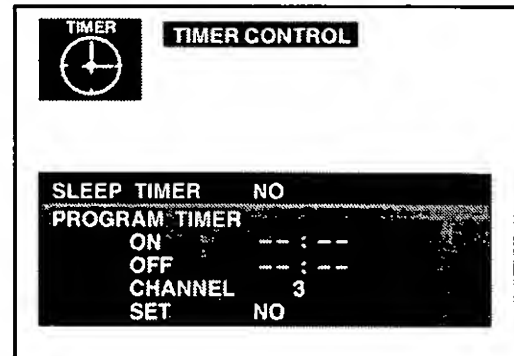 TIMER
TIMER CONTROL
SLEEP TIMER NO
PROGRAM TIMER
ON -- : --
OFF -- : --
CHANNEL 3
SET NO